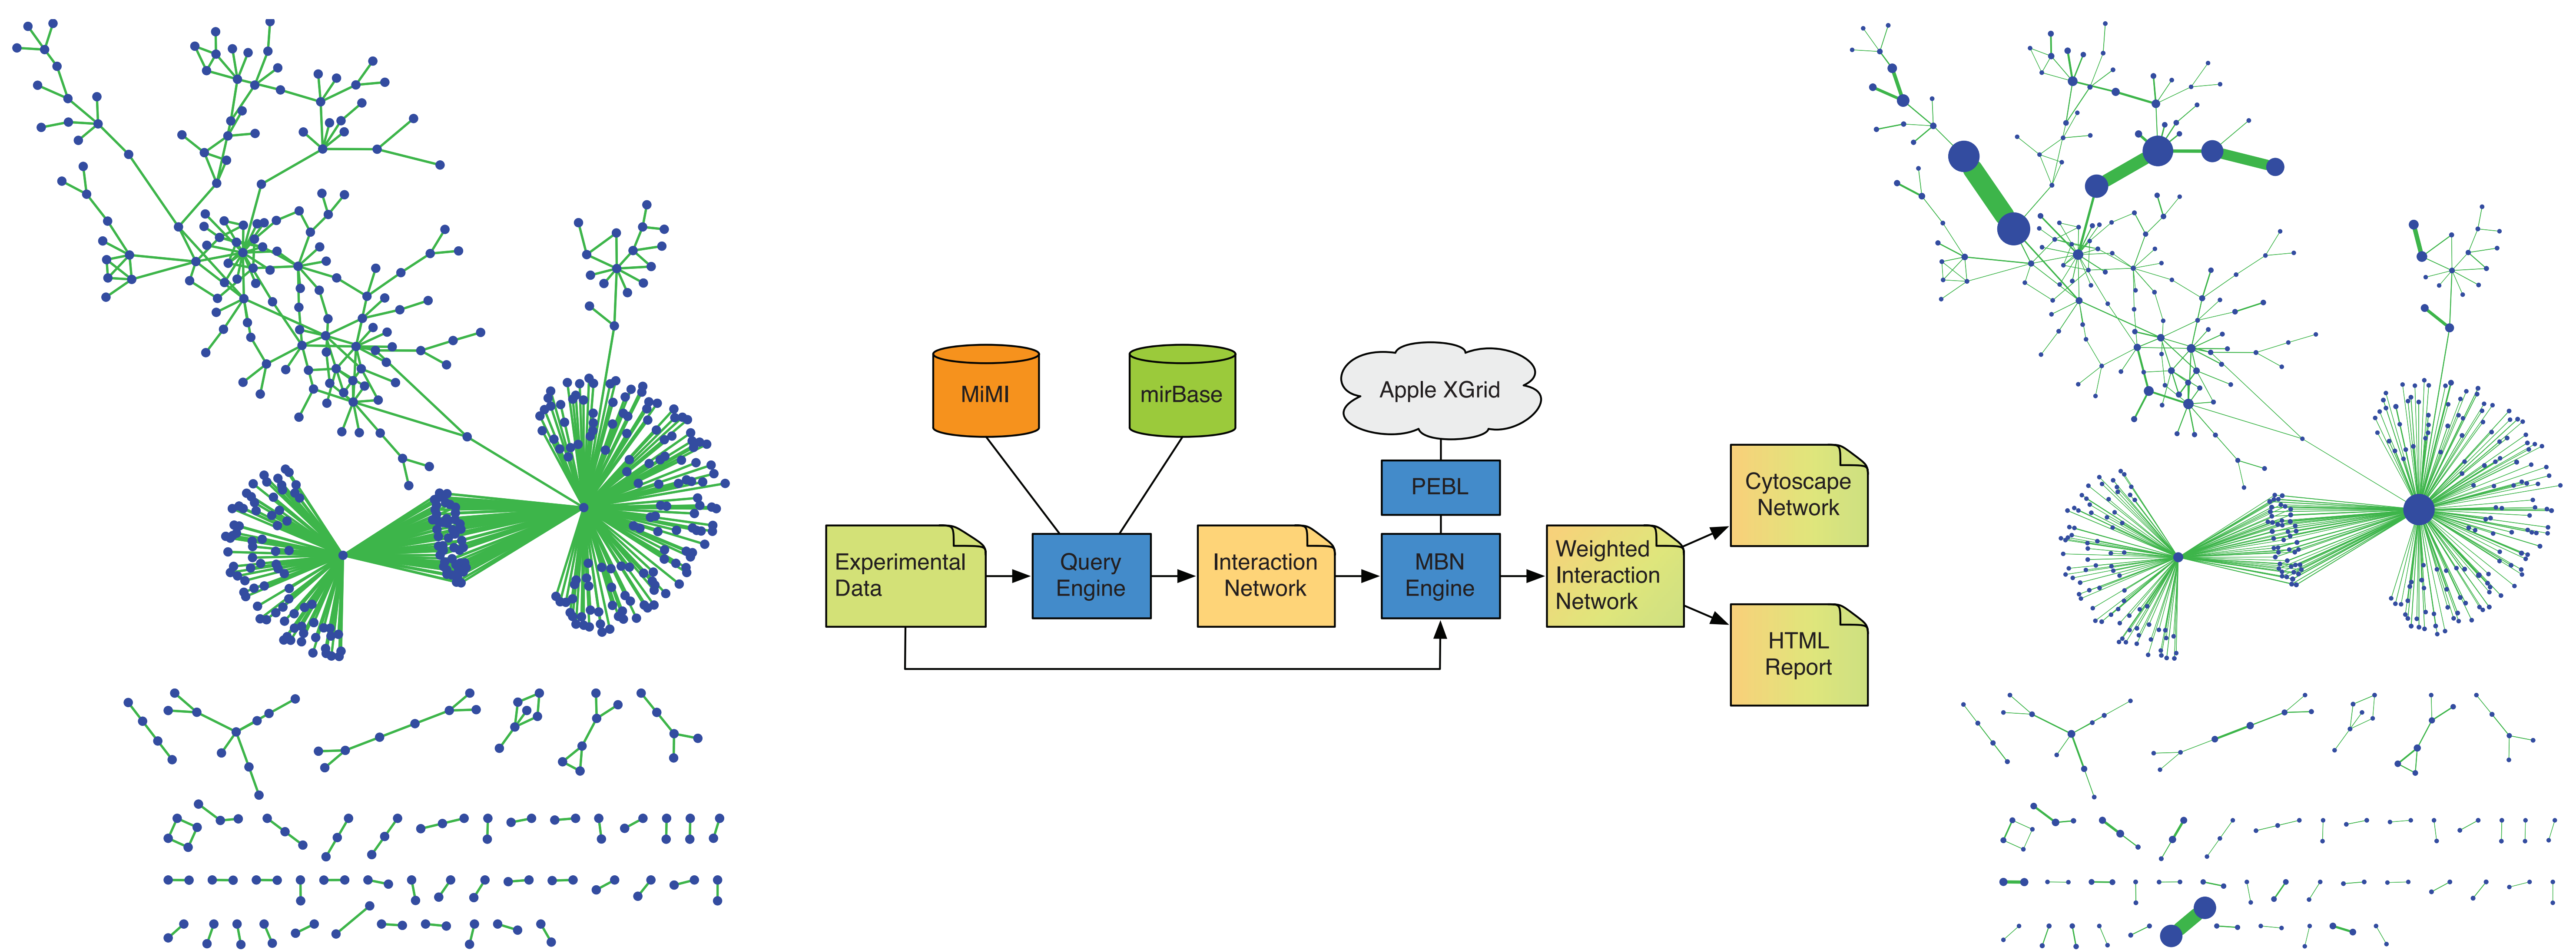 MiMI
mirBase
Apple XGrid
PEBL
Experimental
Data
Query
Engine
Interaction
Network
MBN
Engine
Weighted
Interaction
Network
Cytoscape
Network
HTML
Report